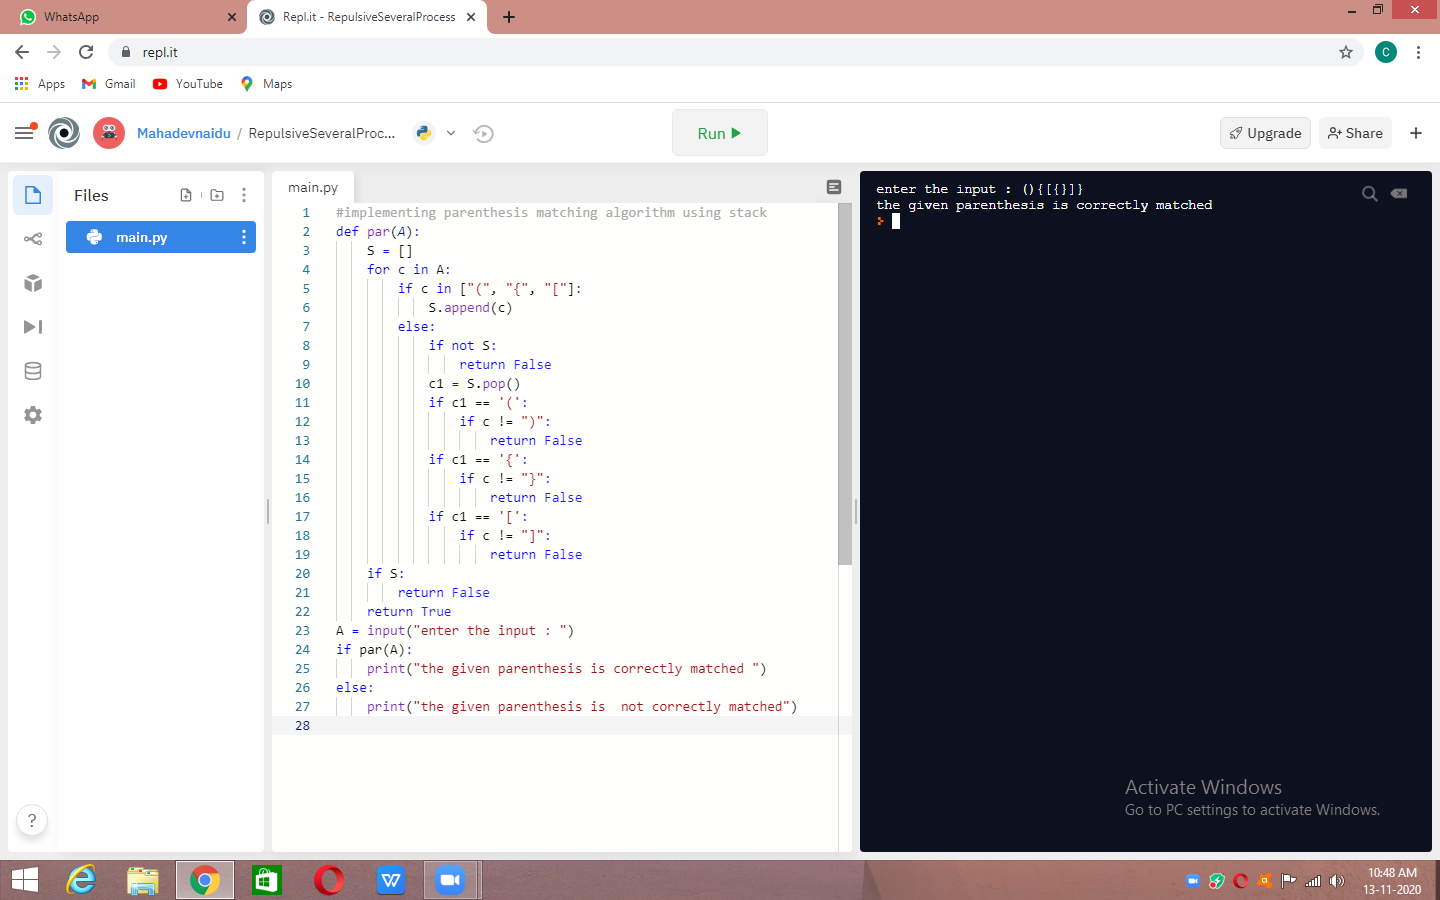 WhatsApp
Repl.it - RepulsiveSeveralProcess
repl.it
C
Apps
Gmail
YouTube
Maps
Mahadevnaidu / RepulsiveSeveralProc...
Run
Upgrade
Share
Files
main.py
main.py
1 #implementing parenthesis matching algorithm using stack
2 def par(A):
3     S = []
4     for c in A:
5         if c in ["(", "{", "["]:
6             S.append(c)
7         else:
8             if not S:
9                 return False
10             c1 = S.pop()
11             if c1 == '(':
12                 if c != ")":
13                     return False
14             if c1 == '{':
15                 if c != "}":
16                     return False
17             if c1 == '[':
18                 if c != "]":
19                     return False
20     if S:
21         return False
22     return True
23 A = input("enter the input : ")
24 if par(A):
25     print("the given parenthesis is correctly matched ")
26 else:
27     print("the given parenthesis is  not correctly matched")
28
enter the input : (){[{}]}
the given parenthesis is correctly matched
Activate Windows
Go to PC settings to activate Windows.
?
W
10:48 AM
13-11-2020